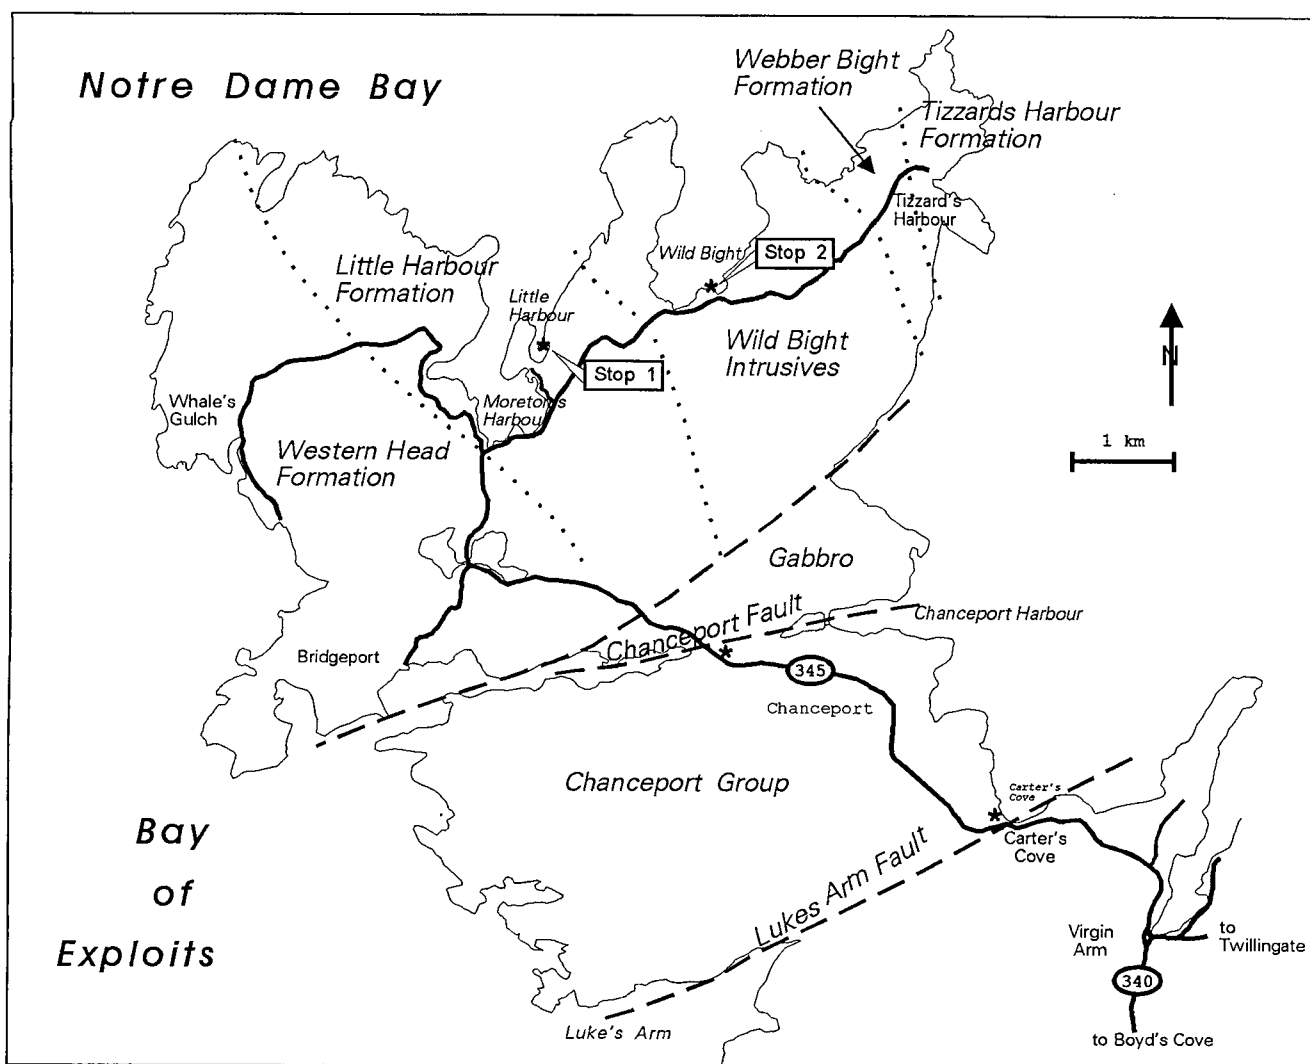 Notre Dame Bay
Webber Bight
Formation
Tizzards Harbour
Formation
Tizzard's
Harbour
Little Harbour
Formation
Wild Bight
Stop 2
Little
Harbour
Wild Bight
Intrusives
Stop 1
N
Whale's
Gulch
Moreton's
Harbour
1 km
Western Head
Formation
Gabbro
Chanceport Fault
Chanceport Harbour
Bridgeport
345
Chanceport
Chanceport Group
Carter's
Cove
Carter's
Cove
Bay
of
Exploits
Lukes Arm Fault
Virgin
Arm
to
Twillingate
340
Luke's Arm
to Boyd's Cove